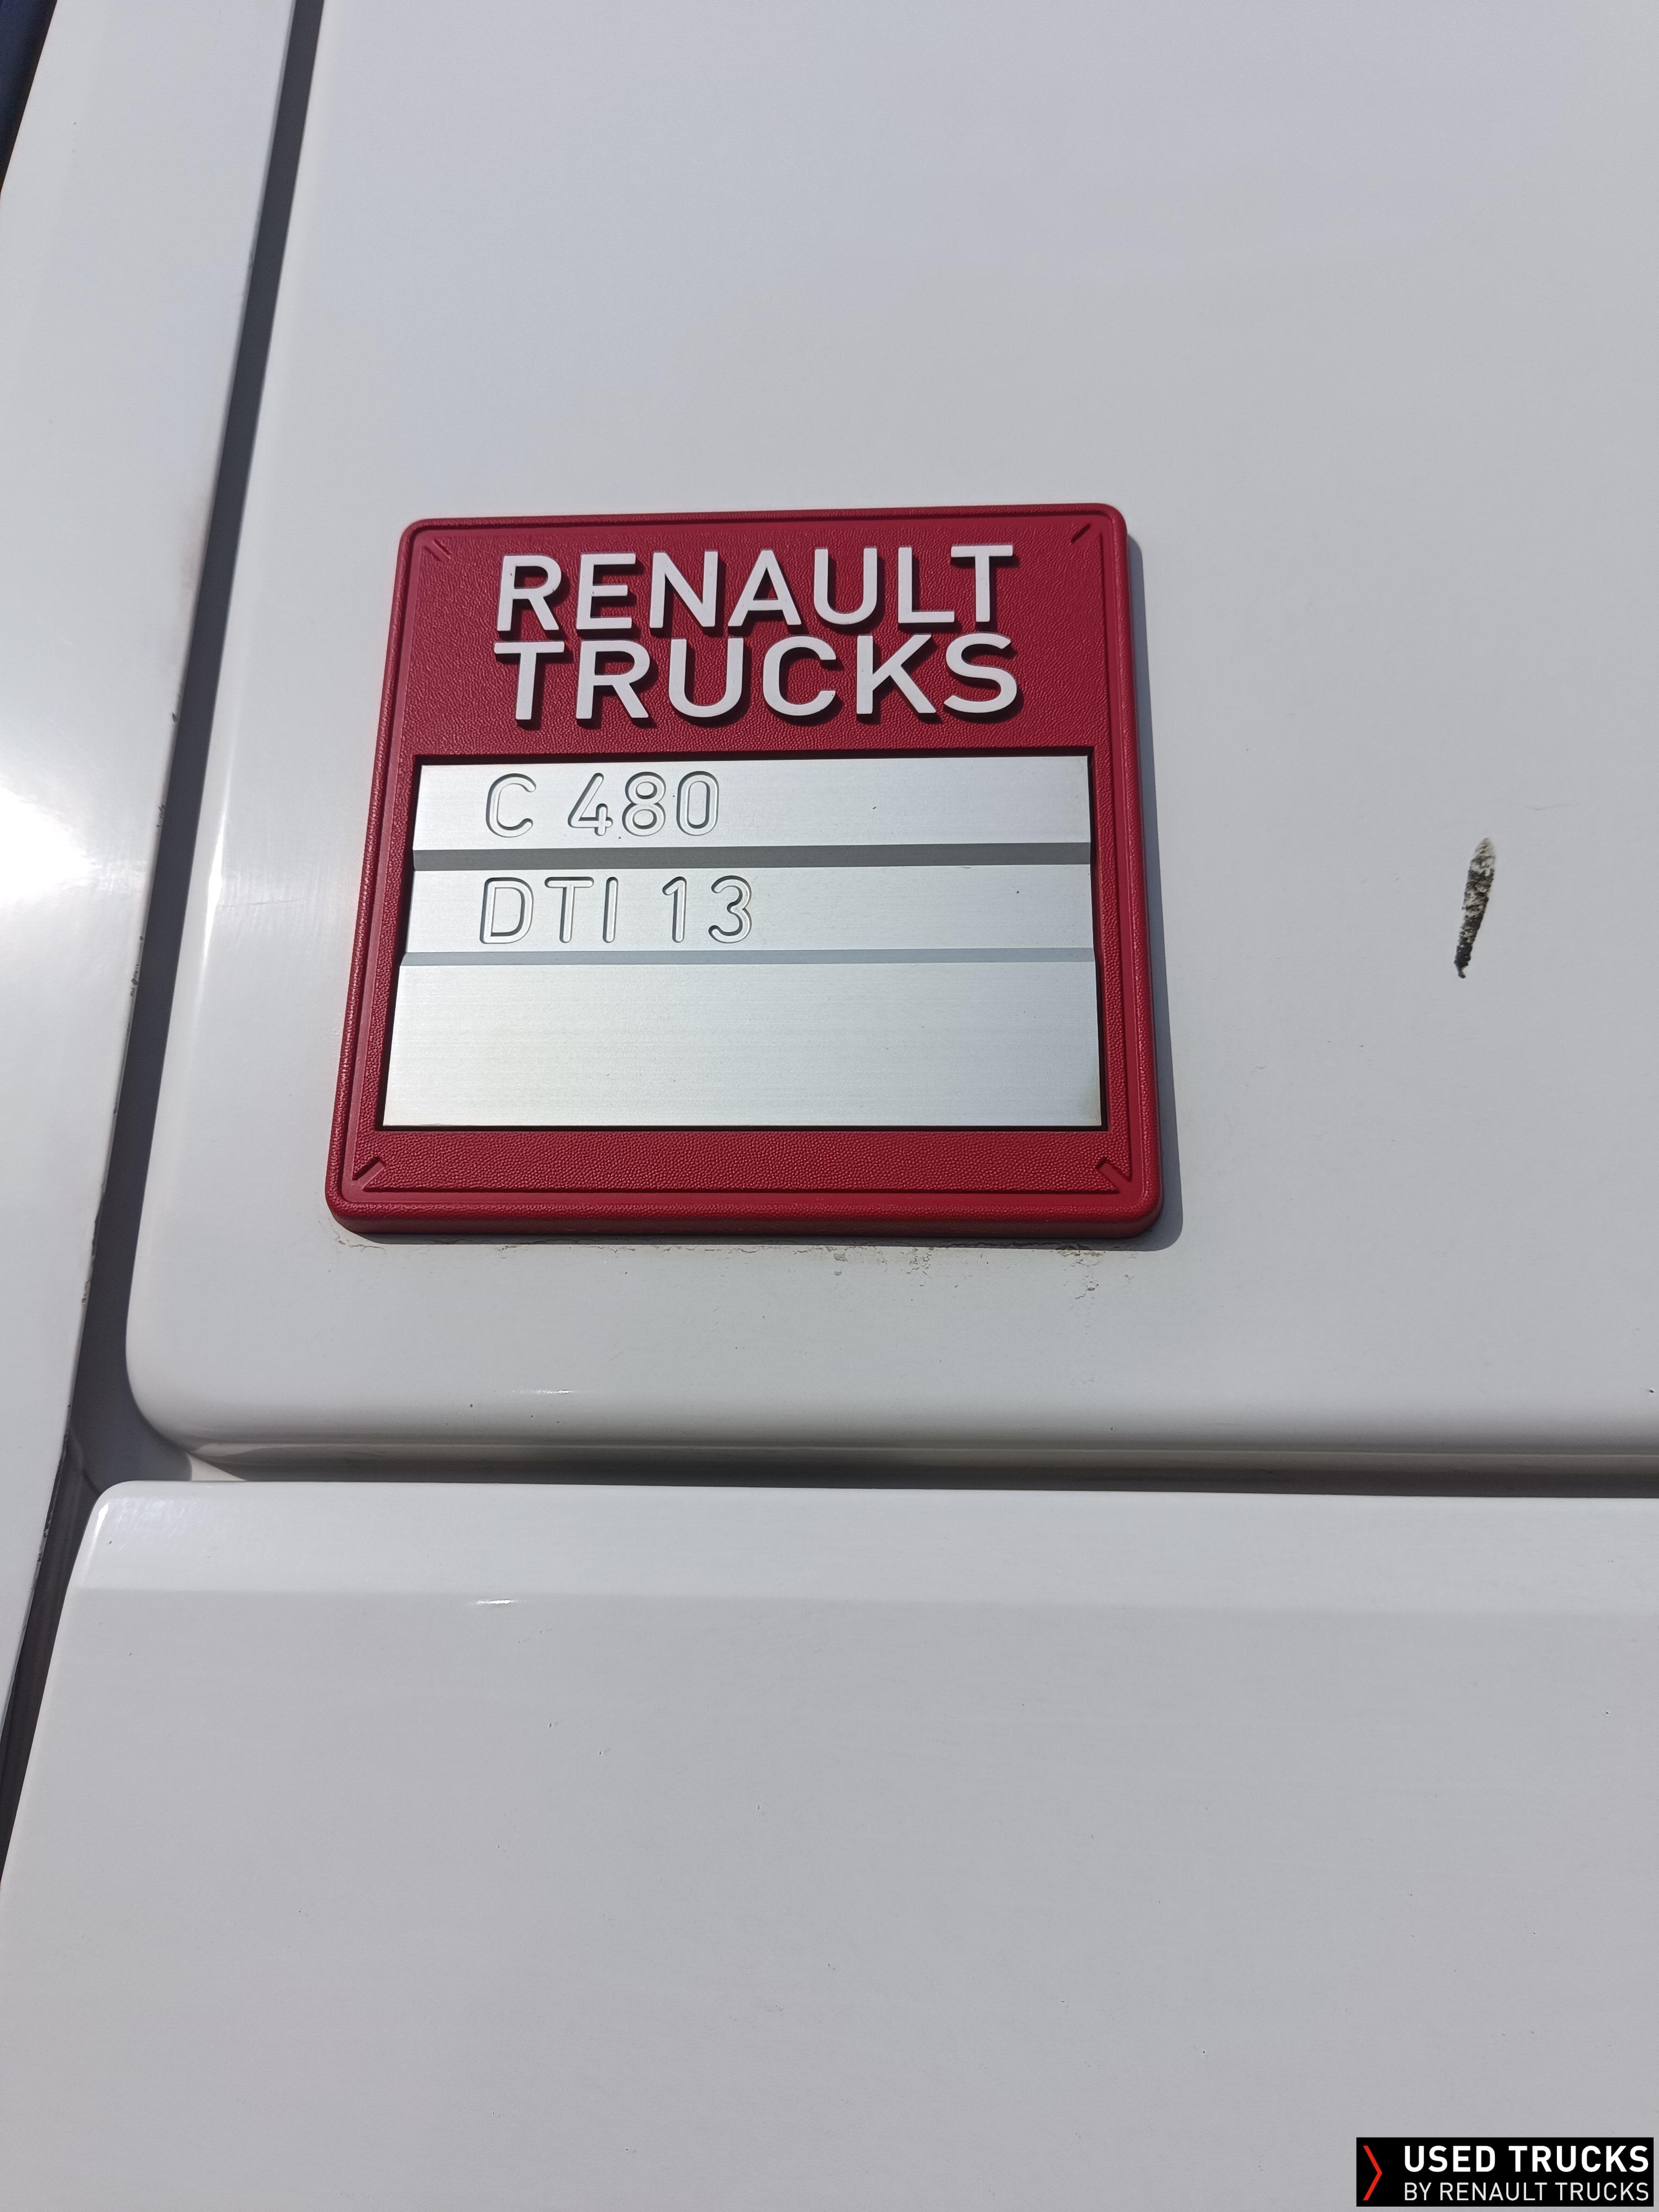 RENAULT
TRUCKS
C 480
DTI 13
USED TRUCKS
BY RENAULT TRUCKS